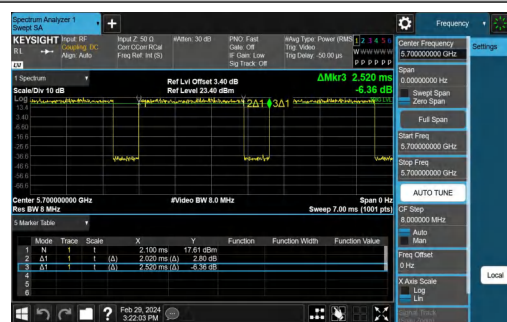 Spectrum Analyzer 1
Swept SA
Frequency
KEYSIGHT
RL
Input: RF
Coupling: DC
Align: Auto
Input Z: 50 Ω
Corr CCorr RCal
Freq Ref: Int (S)
#Atten: 30 dB
PNO: Fast
Gate: Off
IF Gain: Low
Sig Track: Off
#Avg Type: Power (RMS)
Trig: Video
Trig Delay: -50.00 µs
1 2 3 4 5 6
W W W W W W
P P P P P P
LV
1 Spectrum
Scale/Div 10 dB
Ref Lvl Offset 3.40 dB
Ref Level 23.40 dBm
ΔMkr3 2.520 ms
-6.36 dB
Log
13.4
3.40
-6.60
-16.6
-26.6
-36.6
-46.6
-56.6
-66.6
1
2Δ1
3Δ1
Center 5.700000000 GHz
Res BW 8 MHz
#Video BW 8.0 MHz
Span 0 Hz
Sweep 7.00 ms (1001 pts)
5 Marker Table
Mode Trace Scale X Y Function Function Width Function Value
1 N 1 t 2.100 ms 17.61 dBm
2 Δ1 1 t (Δ) 2.020 ms (Δ) 2.80 dB
3 Δ1 1 t (Δ) 2.520 ms (Δ) -6.36 dB
4
5
6
Feb 29, 2024
3:22:03 PM
Center Frequency
5.700000000 GHz
Settings
Span
0.00000000 Hz
Swept Span
Zero Span
Full Span
Start Freq
5.700000000 GHz
Stop Freq
5.700000000 GHz
AUTO TUNE
CF Step
8.000000 MHz
Auto
Man
Freq Offset
0 Hz
X Axis Scale
Log
Lin
Signal Track
Local